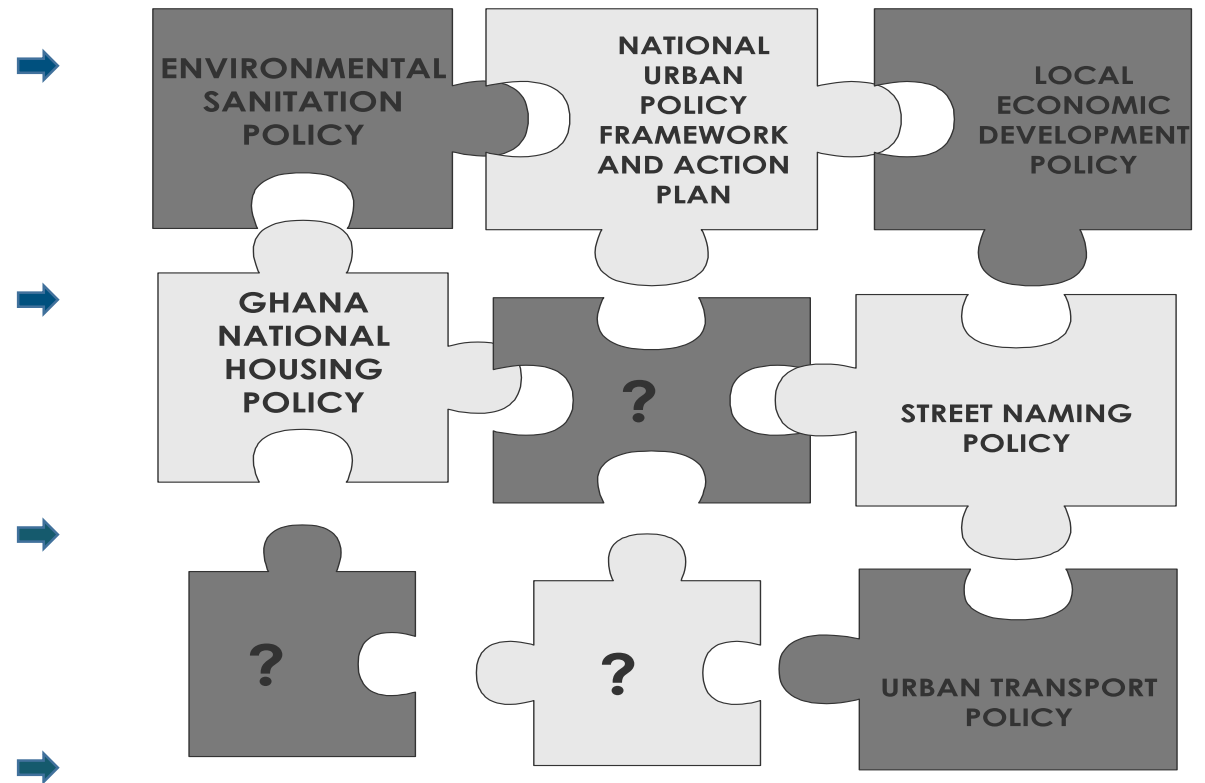 ENVIRONMENTAL
SANITATION
POLICY
NATIONAL
URBAN
POLICY
FRAMEWORK
AND ACTION
PLAN
LOCAL
ECONOMIC
DEVELOPMENT
POLICY
GHANA
NATIONAL
HOUSING
POLICY
?
STREET NAMING
POLICY
?
?
URBAN TRANSPORT
POLICY